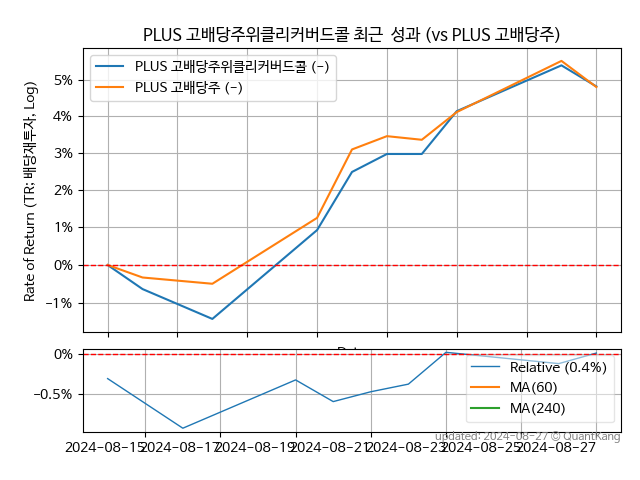 PLUS 고배당주위클리커버드콜 최근 성과 (vs PLUS 고배당주)
PLUS 고배당주위클리커버드콜 (-)
PLUS 고배당주 (-)
Rate of Return (TR; 배당재투자, Log)
5%
4%
3%
2%
1%
0%
-1%
0%
-0.5%
Relative (0.4%)
MA(60)
MA(240)
updated: 2024-08-27 © QuantKang
2024-08-15 2024-08-17 2024-08-19 2024-08-21 2024-08-23 2024-08-25 2024-08-27